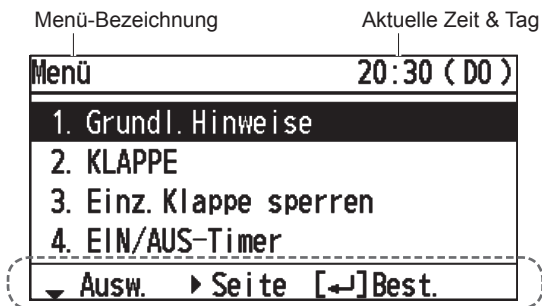 Menü-Bezeichnung Aktuelle Zeit & Tag
Menü 20:30 (DO)
1. Grundl. Hinweise
2. KLAPPE
3. Einz. Klappe sperren
4. EIN/AUS-Timer
Ausw. Seite [↵]Best.